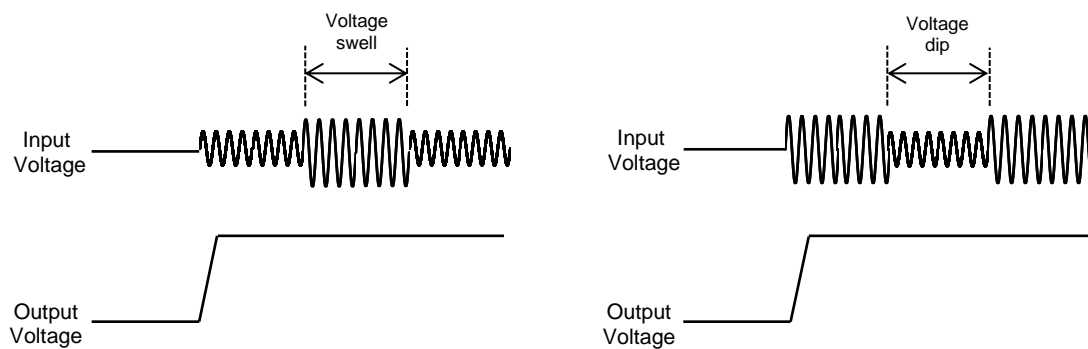 Voltage
swell
Input
Voltage
Output
Voltage
Voltage
dip
Input
Voltage
Output
Voltage